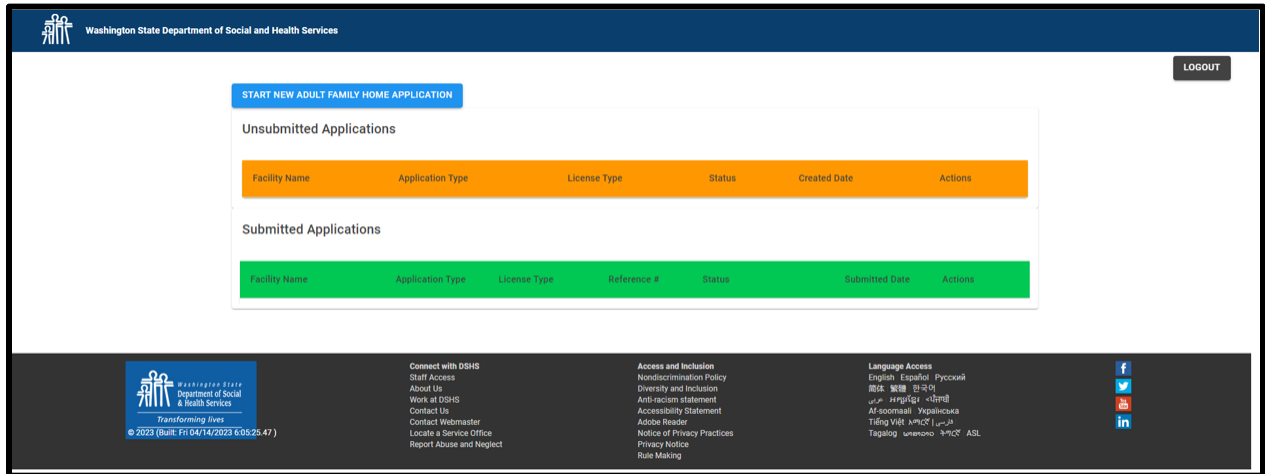 Washington State Department of Social and Health Services
LOGOUT
START NEW ADULT FAMILY HOME APPLICATION
Unsubmitted Applications
Facility Name Application Type License Type Status Created Date Actions
Submitted Applications
Facility Name Application Type License Type Reference # Status Submitted Date Actions
Washington State
Department of Social
& Health Services
Transforming lives
© 2023 (Built: Fri 04/14/2023 6:05:25.47 )
Connect with DSHS
Staff Access
About Us
Work at DSHS
Contact Us
Contact Webmaster
Locate a Service Office
Report Abuse and Neglect
Access and Inclusion
Nondiscrimination Policy
Diversity and Inclusion
Anti-racism statement
Accessibility Statement
Adobe Reader
Notice of Privacy Practices
Privacy Notice
Rule Making
Language Access
English Español Русский
简体 繁體 한국어
عربى
Af-soomaali Українська
Tiếng Việt አማርኛ | فارسی
Tagalog ትግርኛ ASL
f
You
in